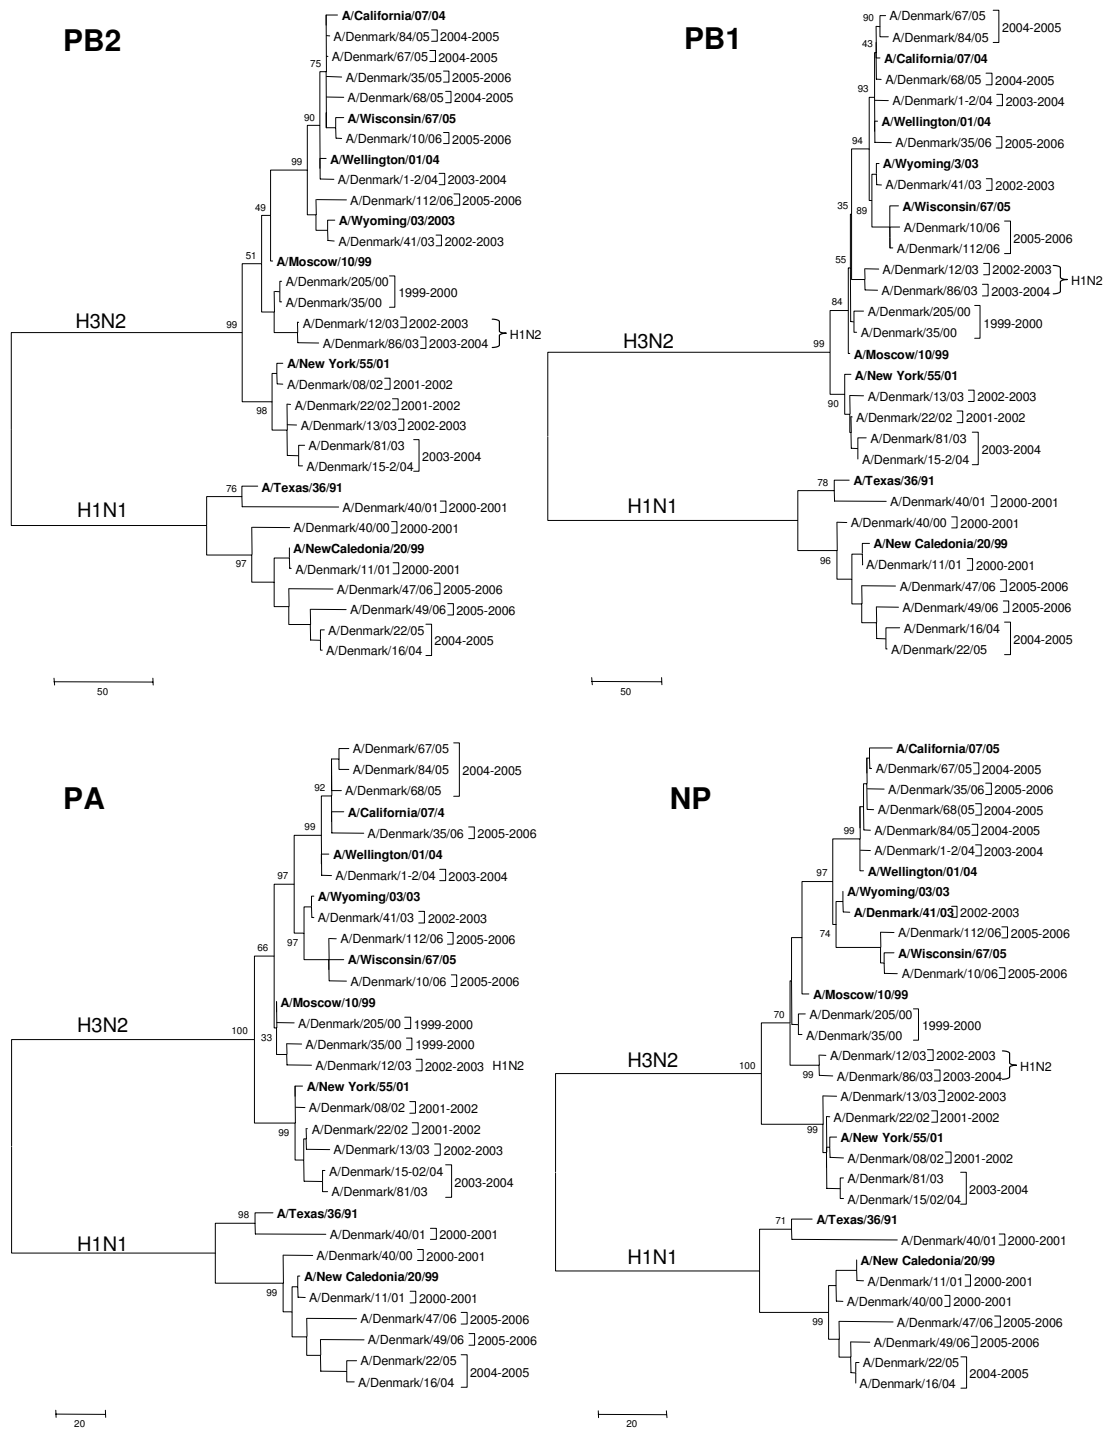 PB2
A/California/07/04
A/Denmark/84/05 2004-2005
A/Denmark/67/05 2004-2005
75
A/Denmark/35/05 2005-2006
A/Denmark/68/05 2004-2005
90
A/Wisconsin/67/05
A/Denmark/10/06 2005-2006
99
A/Wellington/01/04
A/Denmark/1-2/04 2003-2004
A/Denmark/112/06 2005-2006
49
A/Wyoming/03/2003
A/Denmark/41/03 2002-2003
51
A/Moscow/10/99
A/Denmark/205/00
A/Denmark/35/00
1999-2000
H3N2
99
A/Denmark/12/03 2002-2003
A/Denmark/86/03 2003-2004
H1N2
A/New York/55/01
A/Denmark/08/02 2001-2002
98
A/Denmark/22/02 2001-2002
A/Denmark/13/03 2002-2003
A/Denmark/81/03
A/Denmark/15-2/04
2003-2004
76
A/Texas/36/91
H1N1
A/Denmark/40/01 2000-2001
A/Denmark/40/00 2000-2001
97
A/NewCaledonia/20/99
A/Denmark/11/01 2000-2001
A/Denmark/47/06 2005-2006
A/Denmark/49/06 2005-2006
A/Denmark/22/05
A/Denmark/16/04
2004-2005
50
PB1
90
A/Denmark/67/05
A/Denmark/84/05
2004-2005
43
A/California/07/04
A/Denmark/68/05 2004-2005
93
A/Denmark/1-2/04 2003-2004
A/Wellington/01/04
94
A/Denmark/35/06 2005-2006
A/Wyoming/3/03
A/Denmark/41/03 2002-2003
35
89
A/Wisconsin/67/05
A/Denmark/10/06
A/Denmark/112/06
2005-2006
55
A/Denmark/12/03 2002-2003
A/Denmark/86/03 2003-2004
H1N2
84
A/Denmark/205/00
A/Denmark/35/00
1999-2000
H3N2
99
A/Moscow/10/99
A/New York/55/01
90
A/Denmark/13/03 2002-2003
A/Denmark/22/02 2001-2002
A/Denmark/81/03
A/Denmark/15-2/04
2003-2004
78
A/Texas/36/91
H1N1
A/Denmark/40/01 2000-2001
A/Denmark/40/00 2000-2001
96
A/New Caledonia/20/99
A/Denmark/11/01 2000-2001
A/Denmark/47/06 2005-2006
A/Denmark/49/06 2005-2006
A/Denmark/16/04
A/Denmark/22/05
2004-2005
50
PA
A/Denmark/67/05
A/Denmark/84/05
A/Denmark/68/05
2004-2005
92
A/California/07/4
99
A/Denmark/35/06 2005-2006
A/Wellington/01/04
97
A/Denmark/1-2/04 2003-2004
A/Wyoming/03/03
A/Denmark/41/03 2002-2003
97
A/Denmark/112/06 2005-2006
66
A/Wisconsin/67/05
A/Denmark/10/06 2005-2006
A/Moscow/10/99
H3N2
100
33
A/Denmark/205/00 1999-2000
A/Denmark/35/00 1999-2000
A/Denmark/12/03 2002-2003 H1N2
A/New York/55/01
A/Denmark/08/02 2001-2002
99
A/Denmark/22/02 2001-2002
A/Denmark/13/03 2002-2003
A/Denmark/15-02/04
A/Denmark/81/03
2003-2004
98
A/Texas/36/91
H1N1
A/Denmark/40/01 2000-2001
A/Denmark/40/00 2000-2001
99
A/New Caledonia/20/99
A/Denmark/11/01 2000-2001
A/Denmark/47/06 2005-2006
A/Denmark/49/06 2005-2006
A/Denmark/22/05
A/Denmark/16/04
2004-2005
20
NP
A/California/07/05
A/Denmark/67/05 2004-2005
A/Denmark/35/06 2005-2006
A/Denmark/68(05 2004-2005
99
A/Denmark/84/05 2004-2005
A/Denmark/1-2/04 2003-2004
97
A/Wellington/01/04
A/Wyoming/03/03
A/Denmark/41/03 2002-2003
74
A/Denmark/112/06 2005-2006
A/Wisconsin/67/05
A/Denmark/10/06 2005-2006
A/Moscow/10/99
70
A/Denmark/205/00
A/Denmark/35/00
1999-2000
H3N2
100
99
A/Denmark/12/03 2002-2003
A/Denmark/86/03 2003-2004
H1N2
A/Denmark/13/03 2002-2003
99
A/Denmark/22/02 2001-2002
A/New York/55/01
A/Denmark/08/02 2001-2002
A/Denmark/81/03
A/Denmark/15/02/04
2003-2004
71
A/Texas/36/91
H1N1
A/Denmark/40/01 2000-2001
A/New Caledonia/20/99
A/Denmark/11/01 2000-2001
99
A/Denmark/40/00 2000-2001
A/Denmark/47/06 2005-2006
A/Denmark/49/06 2005-2006
A/Denmark/22/05
A/Denmark/16/04
2004-2005
20